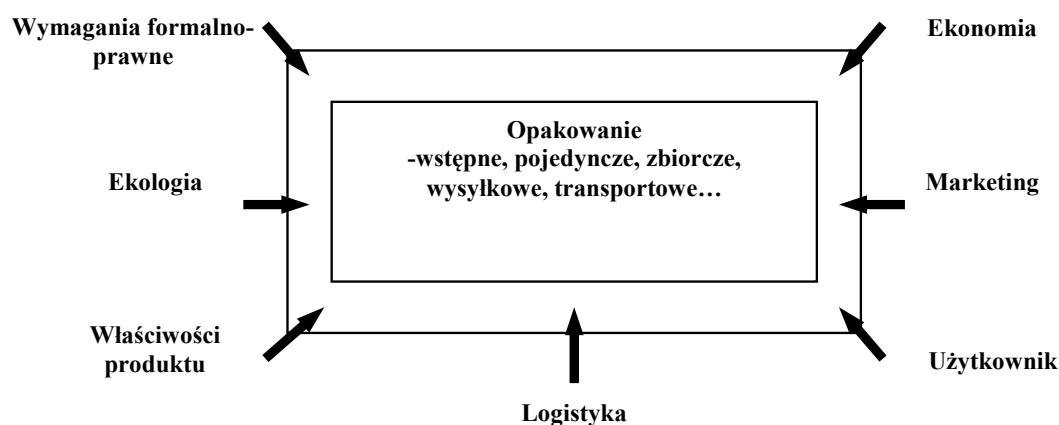 Wymagania formalno-
prawne
Ekonomia
Opakowanie
-wstępne, pojedyncze, zbiorcze,
wysyłkowe, transportowe…
Ekologia
Marketing
Właściwości
produktu
Użytkownik
Logistyka